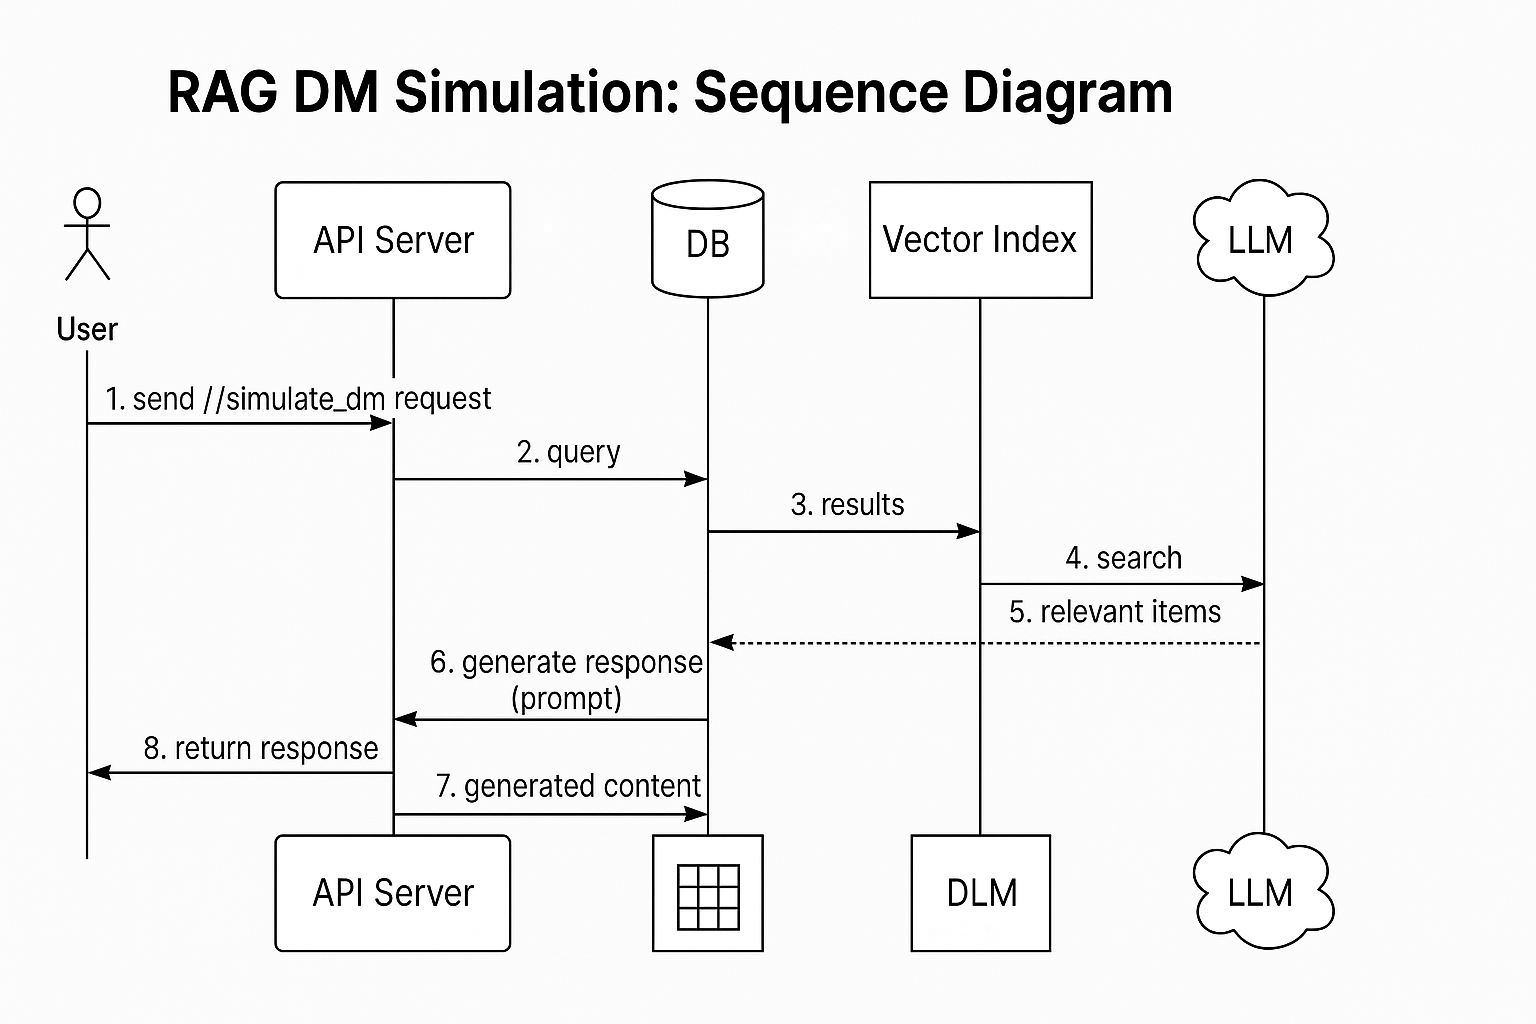 RAG DM Simulation: Sequence Diagram
API Server
DB
Vector Index
LLM
User
1. send //simulate_dm request
2. query
3. results
4. search
5. relevant items
6. generate response
(prompt)
8. return response
7. generated content
API Server
DLM
LLM